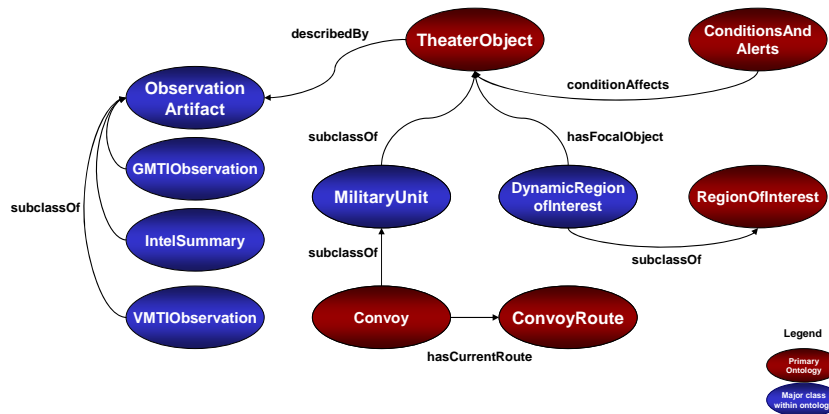 describedBy
TheaterObject
ConditionsAnd
Alerts
conditionAffects
Observation
Artifact
subclassOf
hasFocalObject
GMTIObservation
MilitaryUnit
DynamicRegion
ofInterest
RegionOfInterest
subclassOf
IntelSummary
subclassOf
subclassOf
VMTIObservation
Convoy
ConvoyRoute
hasCurrentRoute
Legend
Primary
Ontology
Major class
within ontology